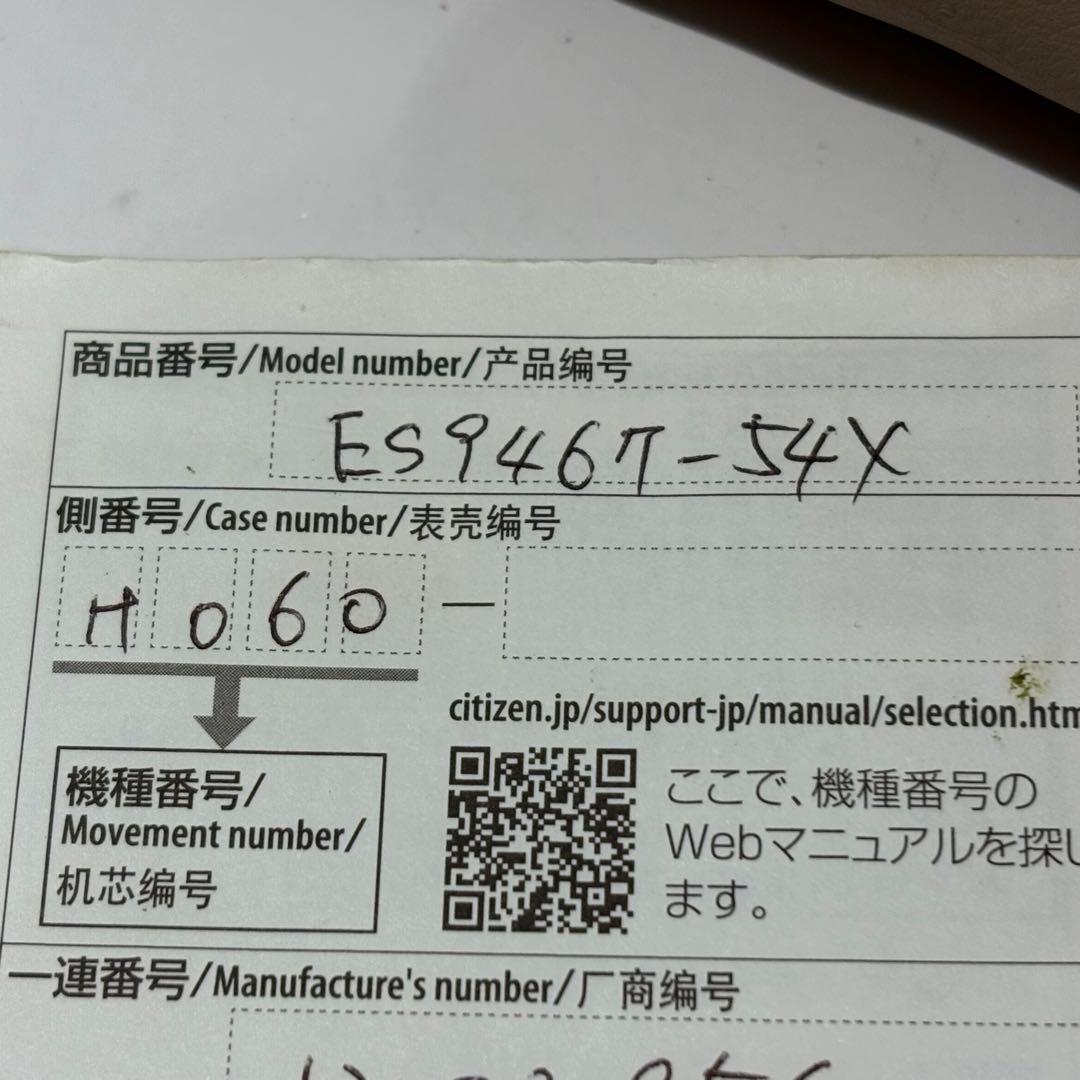 商品番号/Model number/产品编号
ES9467-54X
側番号/Case number/表壳编号
H060 —
citizen.jp/support-jp/manual/selection.htm
機種番号/
Movement number/
机芯编号
ここで、機種番号の
Webマニュアルを探し
ます。
一連番号/Manufacture's number/厂商编号